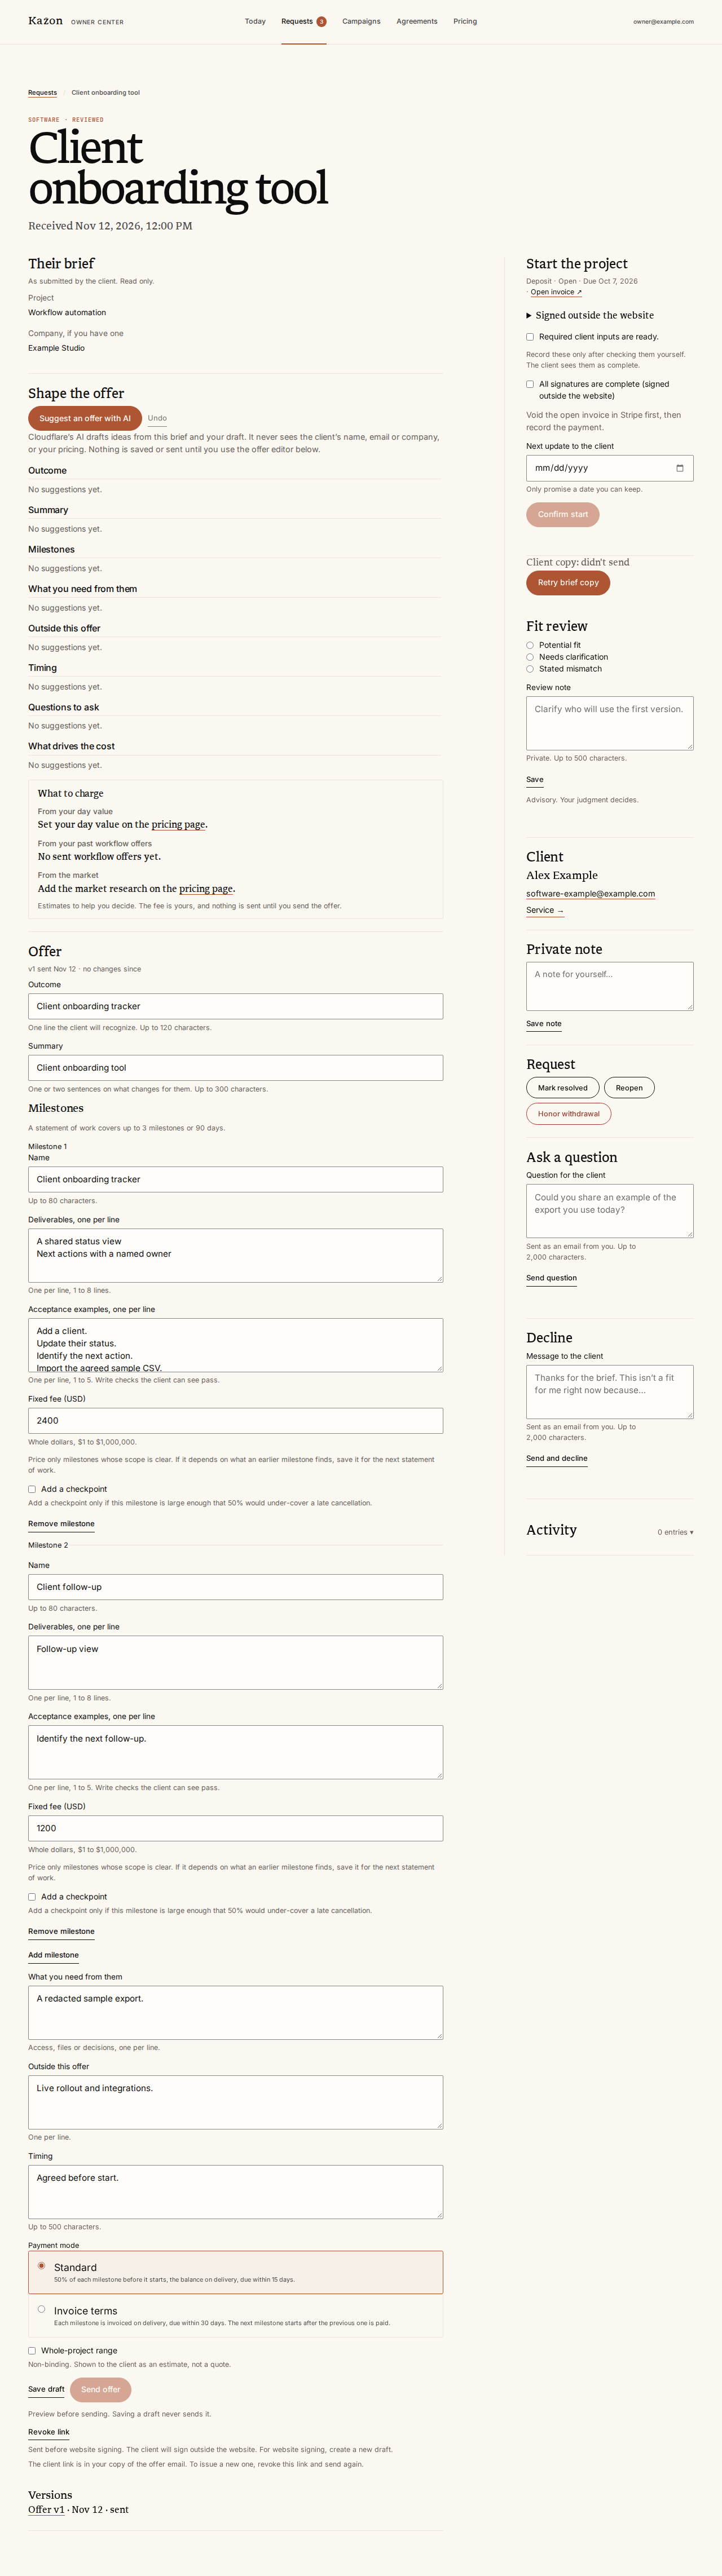 Kazon OWNER CENTER
Today
Requests 3
Campaigns
Agreements
Pricing
owner@example.com
Requests / Client onboarding tool
SOFTWARE · REVIEWED
Client
onboarding tool
Received Nov 12, 2026, 12:00 PM
Their brief
As submitted by the client. Read only.
Project
Workflow automation
Company, if you have one
Example Studio
Shape the offer
Suggest an offer with AI
Undo
Cloudflare's AI drafts ideas from this brief and your draft. It never sees the client's name, email or company,
or your pricing. Nothing is saved or sent until you use the offer editor below.
Outcome
No suggestions yet.
Summary
No suggestions yet.
Milestones
No suggestions yet.
What you need from them
No suggestions yet.
Outside this offer
No suggestions yet.
Timing
No suggestions yet.
Questions to ask
No suggestions yet.
What drives the cost
No suggestions yet.
What to charge
From your day value
Set your day value on the pricing page.
From your past workflow offers
No sent workflow offers yet.
From the market
Add the market research on the pricing page.
Estimates to help you decide. The fee is yours, and nothing is sent until you send the offer.
Offer
v1 sent Nov 12 · no changes since
Outcome
Client onboarding tracker
One line the client will recognize. Up to 120 characters.
Summary
Client onboarding tool
One or two sentences on what changes for them. Up to 300 characters.
Milestones
A statement of work covers up to 3 milestones or 90 days.
Milestone 1
Name
Client onboarding tracker
Up to 80 characters.
Deliverables, one per line
A shared status view
Next actions with a named owner
One per line, 1 to 8 lines.
Acceptance examples, one per line
Add a client.
Update their status.
Identify the next action.
Import the agreed sample CSV.
One per line, 1 to 5. Write checks the client can see pass.
Fixed fee (USD)
2400
Whole dollars, $1 to $1,000,000.
Price only milestones whose scope is clear. If it depends on what an earlier milestone finds, save it for the next statement
of work.
Add a checkpoint
Add a checkpoint only if this milestone is large enough that 50% would under-cover a late cancellation.
Remove milestone
Milestone 2
Name
Client follow-up
Up to 80 characters.
Deliverables, one per line
Follow-up view
One per line, 1 to 8 lines.
Acceptance examples, one per line
Identify the next follow-up.
One per line, 1 to 5. Write checks the client can see pass.
Fixed fee (USD)
1200
Whole dollars, $1 to $1,000,000.
Price only milestones whose scope is clear. If it depends on what an earlier milestone finds, save it for the next statement
of work.
Add a checkpoint
Add a checkpoint only if this milestone is large enough that 50% would under-cover a late cancellation.
Remove milestone
Add milestone
What you need from them
A redacted sample export.
Access, files or decisions, one per line.
Outside this offer
Live rollout and integrations.
One per line.
Timing
Agreed before start.
Up to 500 characters.
Payment mode
Standard
50% of each milestone before it starts, the balance on delivery, due within 15 days.
Invoice terms
Each milestone is invoiced on delivery, due within 30 days. The next milestone starts after the previous one is paid.
Whole-project range
Non-binding. Shown to the client as an estimate, not a quote.
Save draft
Send offer
Preview before sending. Saving a draft never sends it.
Revoke link
Sent before website signing. The client will sign outside the website. For website signing, create a new draft.
The client link is in your copy of the offer email. To issue a new one, revoke this link and send again.
Versions
Offer v1 · Nov 12 · sent
Start the project
Deposit · Open · Due Oct 7, 2026
· Open invoice ↗
▶ Signed outside the website
Required client inputs are ready.
Record these only after checking them yourself.
The client sees them as complete.
All signatures are complete (signed
outside the website)
Void the open invoice in Stripe first, then
record the payment.
Next update to the client
mm/dd/yyyy
Only promise a date you can keep.
Confirm start
Client copy: didn't send
Retry brief copy
Fit review
Potential fit
Needs clarification
Stated mismatch
Review note
Clarify who will use the first version.
Private. Up to 500 characters.
Save
Advisory. Your judgment decides.
Client
Alex Example
software-example@example.com
Service →
Private note
A note for yourself…
Save note
Request
Mark resolved
Reopen
Honor withdrawal
Ask a question
Question for the client
Could you share an example of the
export you use today?
Sent as an email from you. Up to
2,000 characters.
Send question
Decline
Message to the client
Thanks for the brief. This isn't a fit
for me right now because…
Sent as an email from you. Up to
2,000 characters.
Send and decline
Activity
0 entries ▾